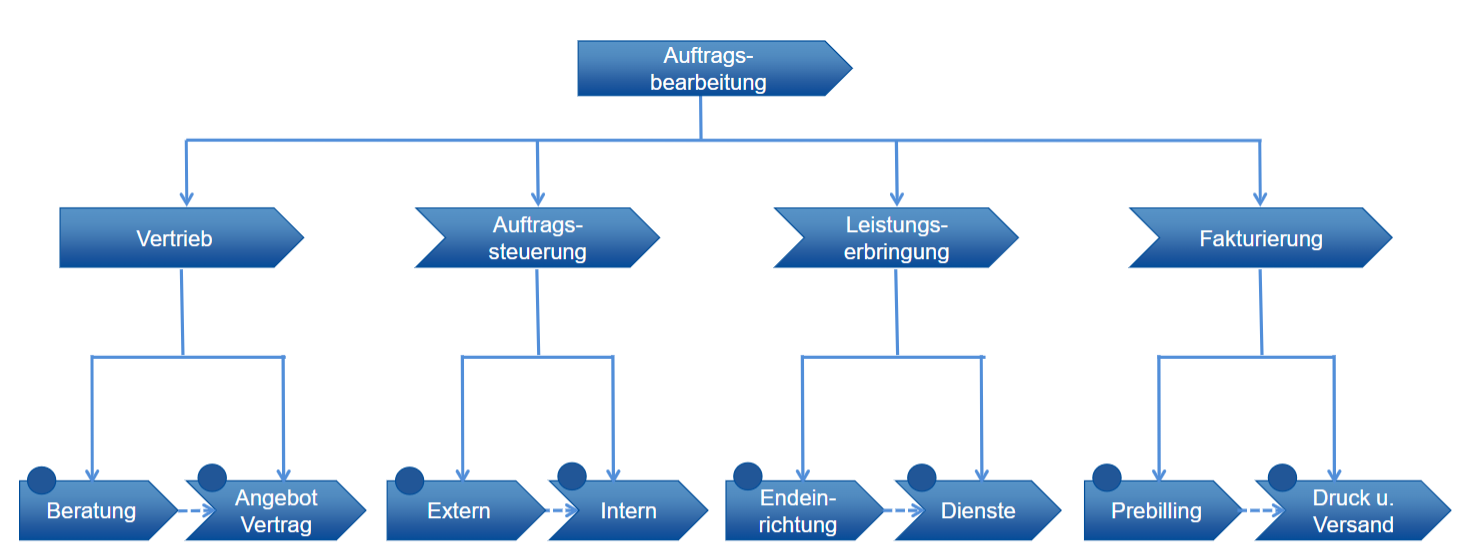 Auftrags-
bearbeitung
Vertrieb
Auftrags-
steuerung
Leistungs-
erbringung
Fakturierung
Beratung
Angebot
Vertrag
Extern
Intern
Endein-
richtung
Dienste
Prebilling
Druck u.
Versand